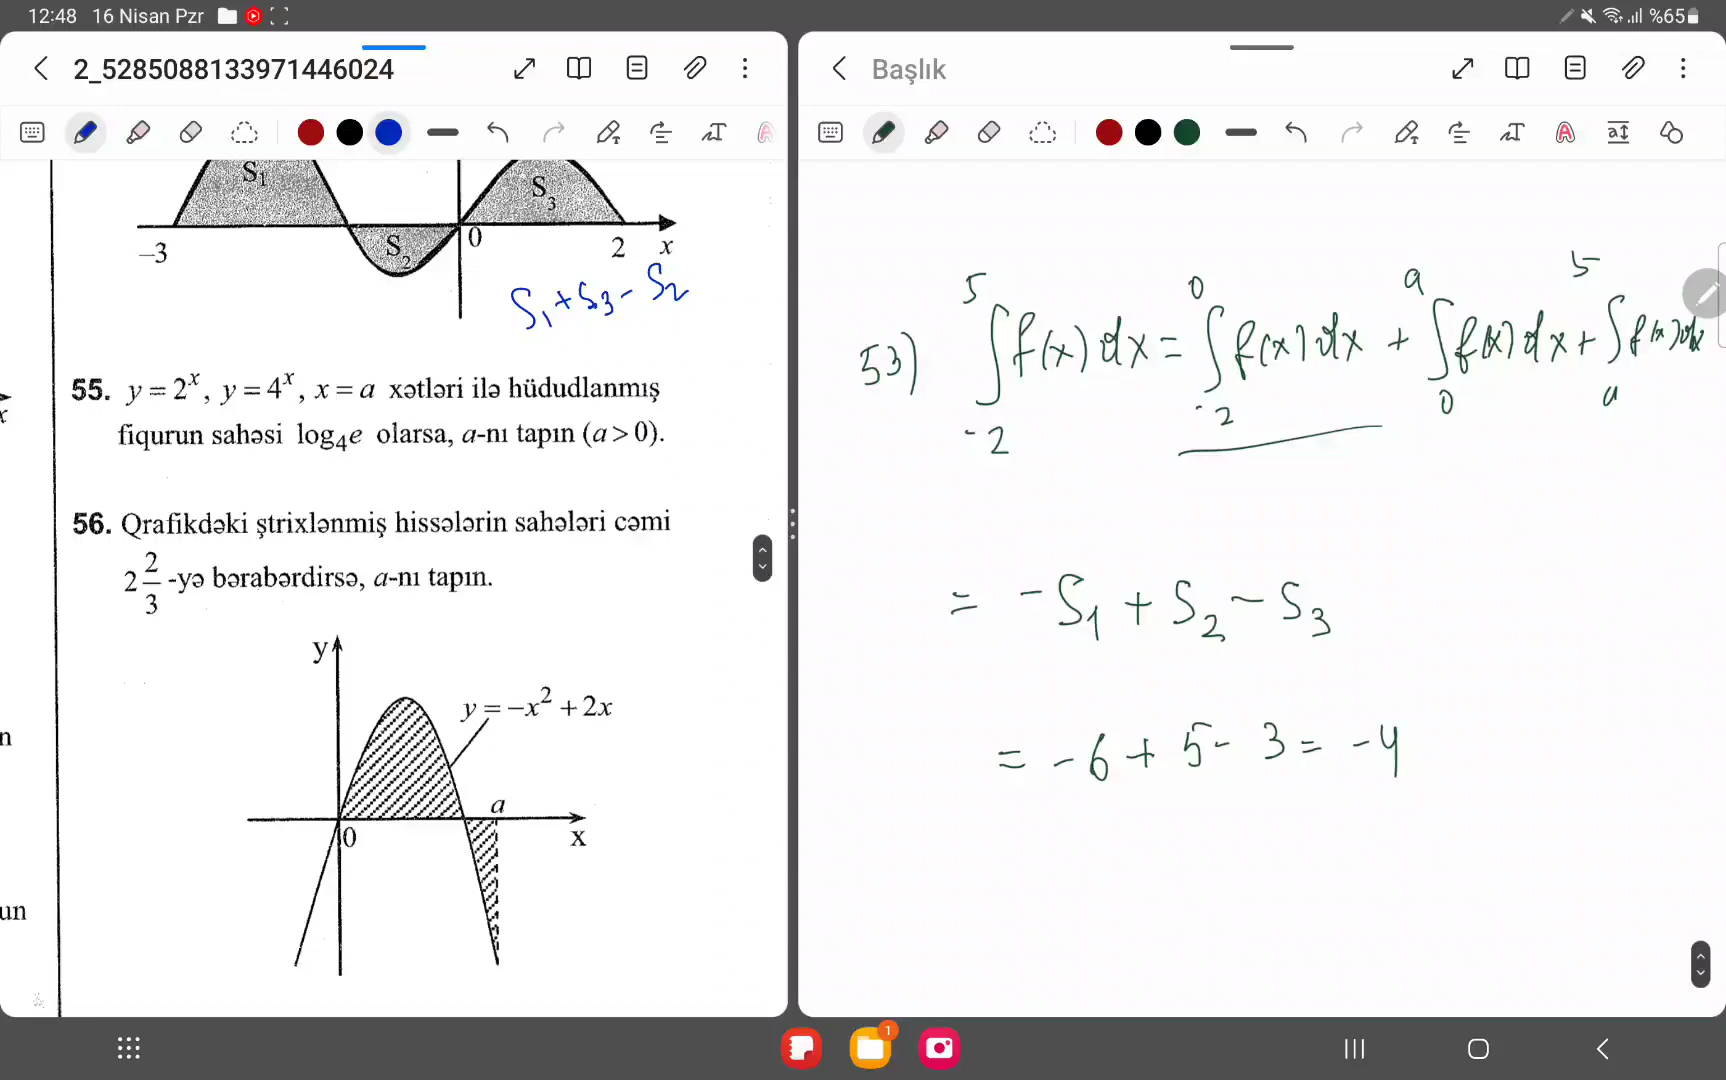 12:48 16 Nisan Pzr %65
2_5285088133971446024
Başlık
S1
S2
S3
-3 0 2 x
S1 + S3 - S2
55. y = 2^x, y = 4^x, x = a xətləri ilə hüdudlanmış
fiqurun sahəsi log4e olarsa, a-nı tapın (a > 0).
56. Qrafikdəki ştrixlənmiş hissələrin sahələri cəmi
2 2/3 -yə bərabərdirsə, a-nı tapın.
y
y = -x² + 2x
a
0 x
n
un
53) ∫_{-2}^{5} f(x) dx = ∫_{-2}^{0} f(x) dx + ∫_{0}^{a} f(x) dx + ∫_{a}^{5} f(x) dx
= -S1 + S2 - S3
= -6 + 5 - 3 = -4
1